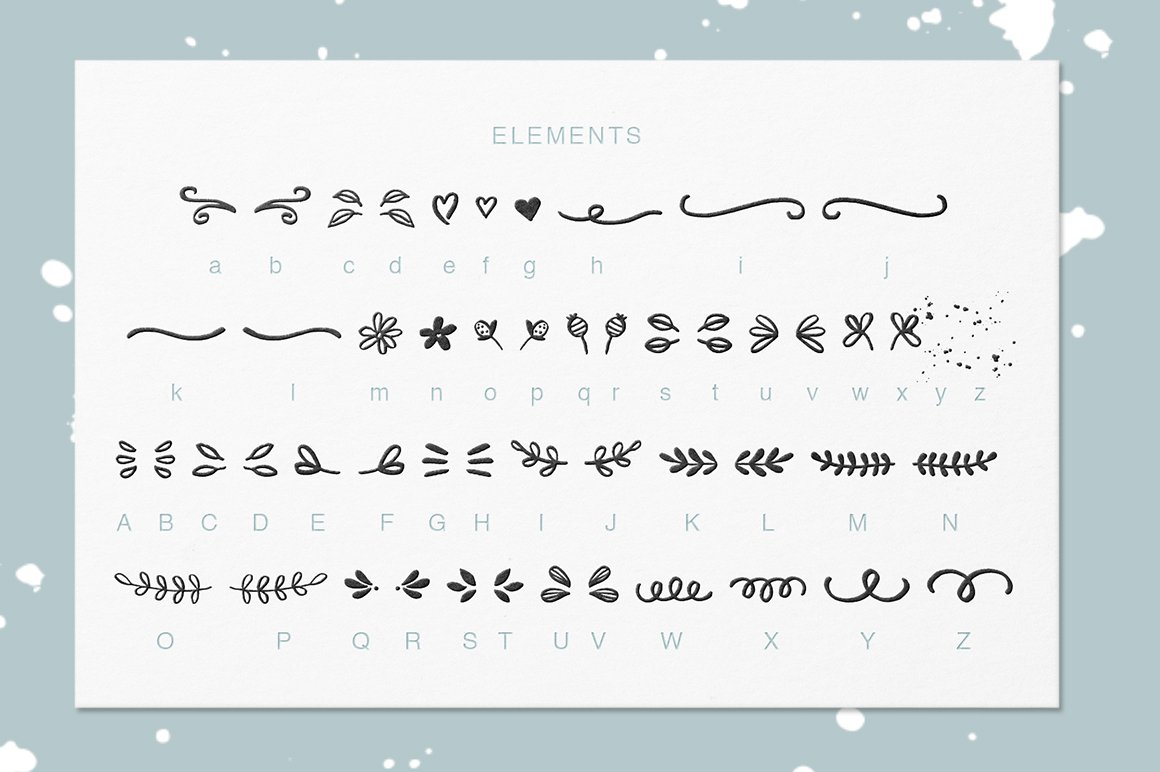 ELEMENTS
a b c d e f g h i j
k l m n o p q r s t u v w x y z
A B C D E F G H I J K L M N
O P Q R S T U V W X Y Z